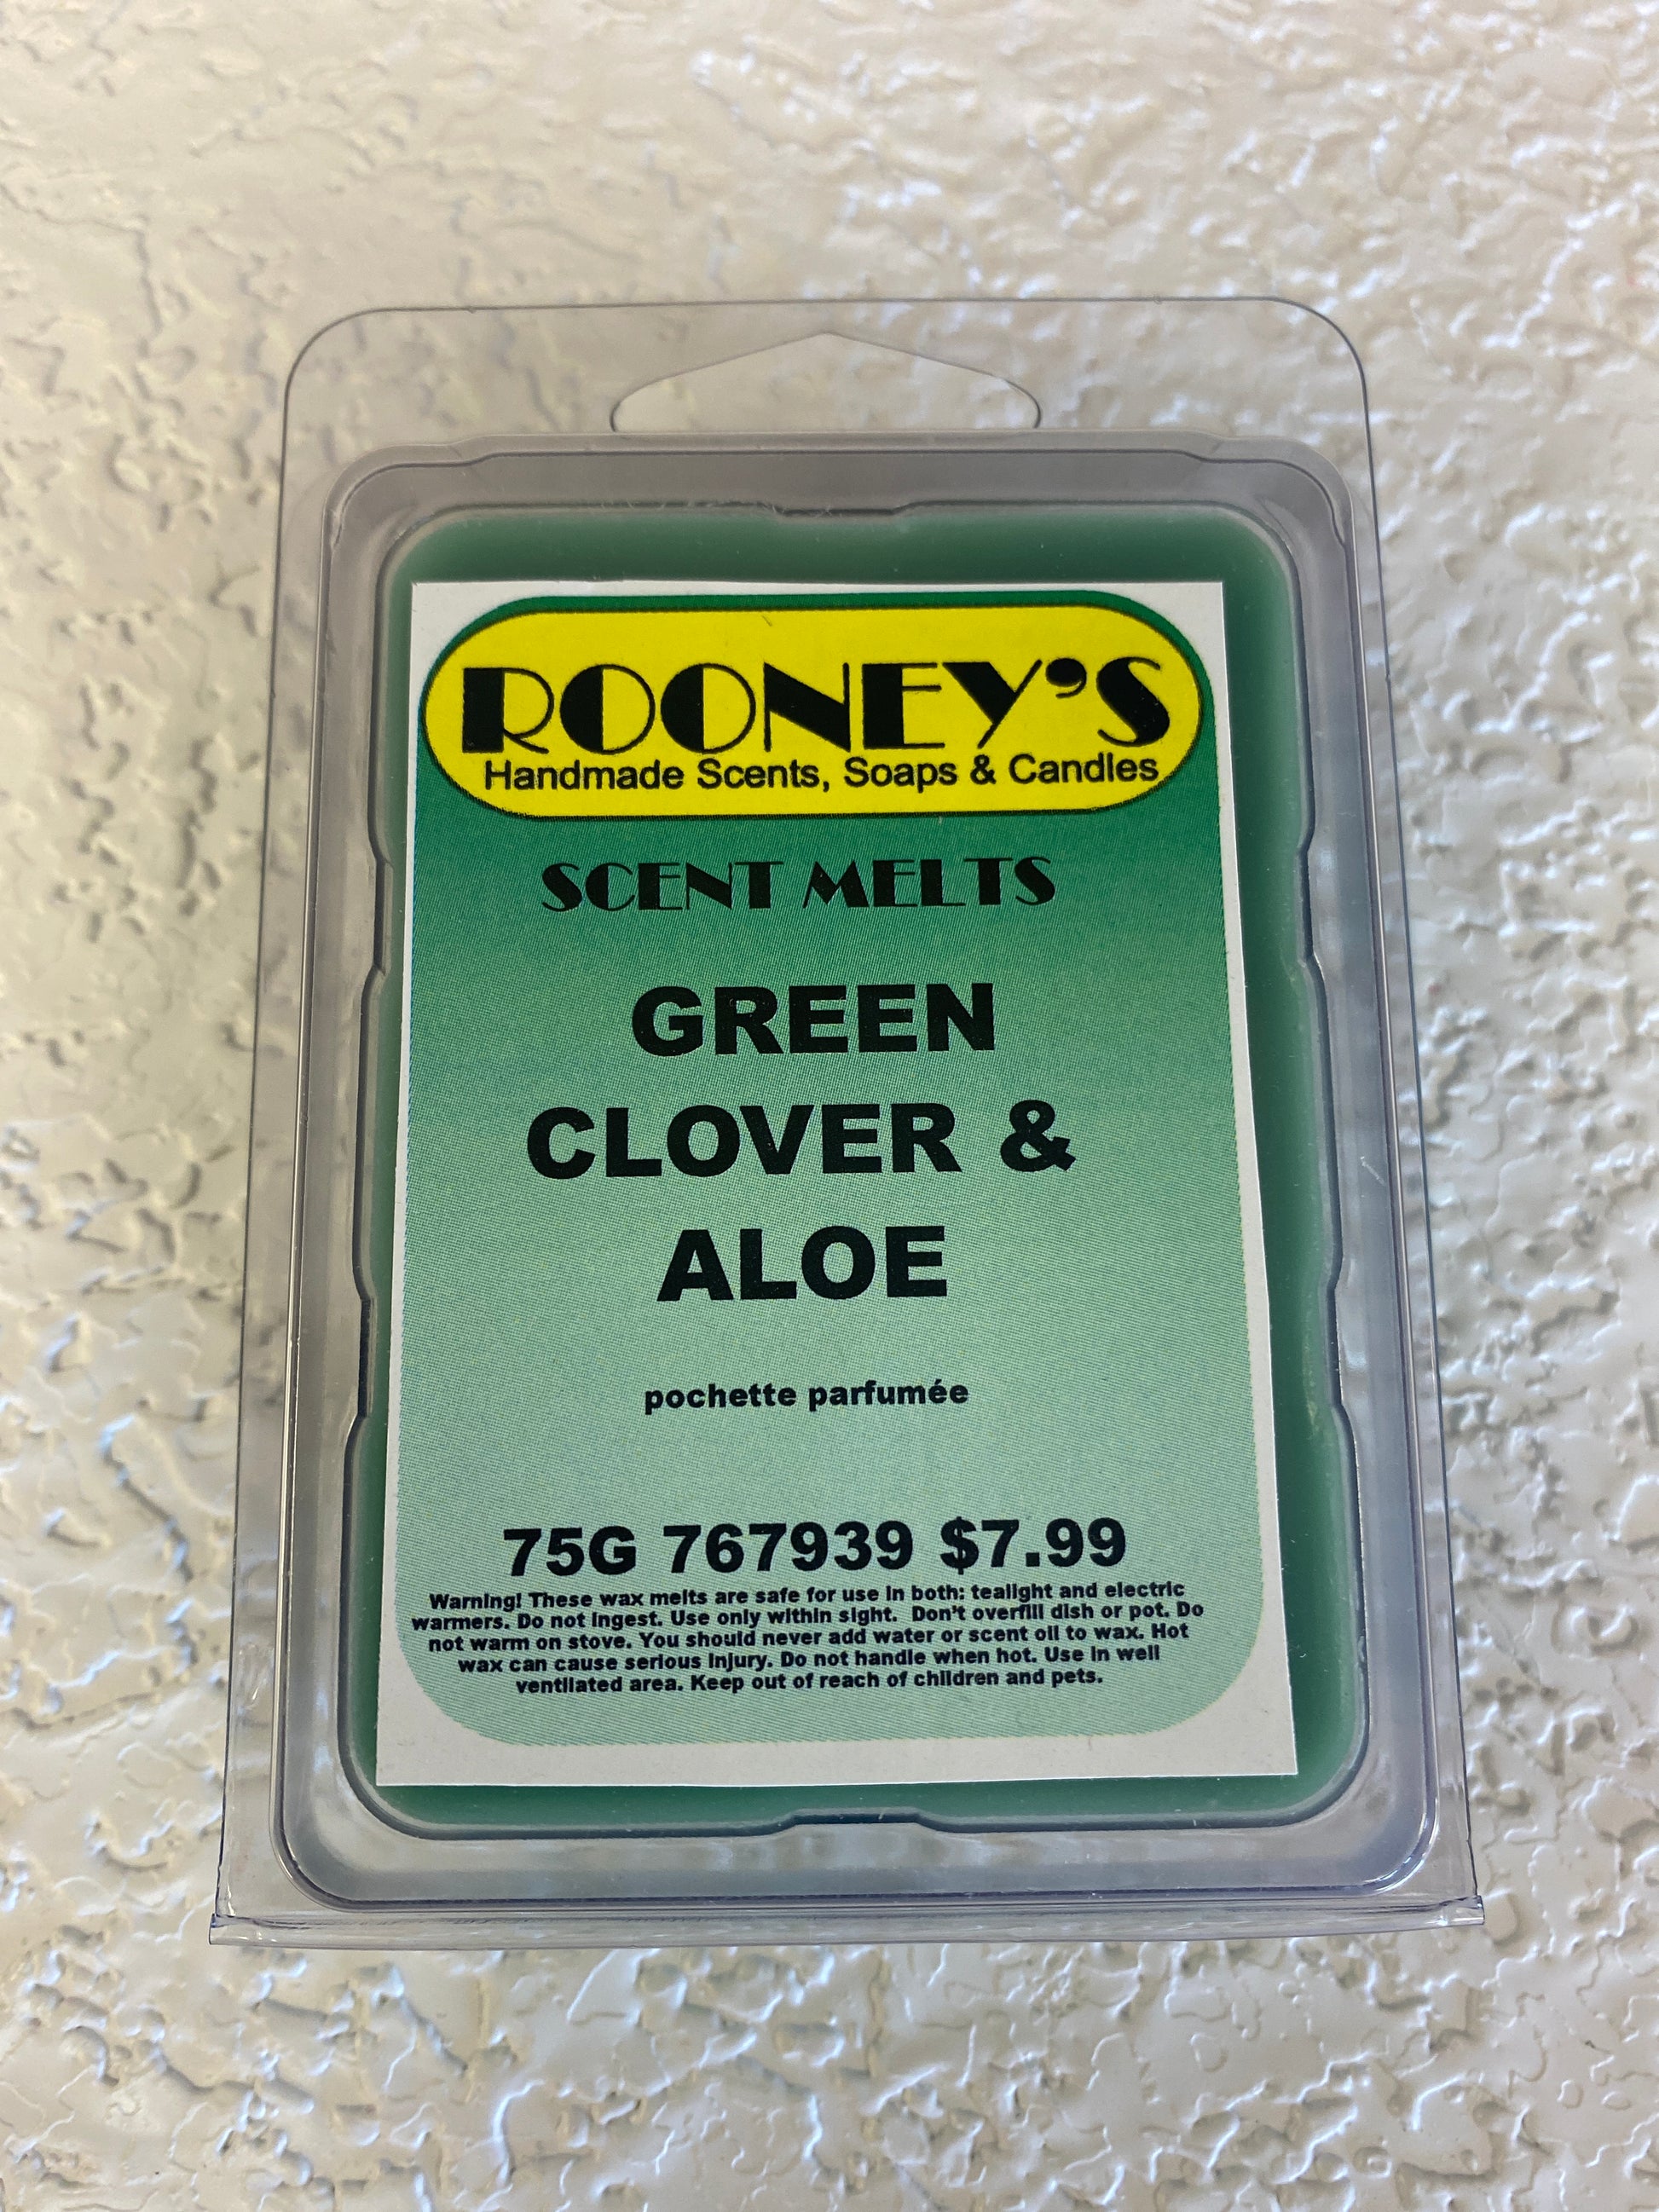 ROONEY'S
Handmade Scents, Soaps & Candles
SCENT MELTS
GREEN
CLOVER &
ALOE
pochette parfumée
75G 767939 $7.99
Warning! These wax melts are safe for use in both: tealight and electric
warmers. Do not ingest. Use only within sight. Don't overfill dish or pot. Do
not warm on stove. You should never add water or scent oil to wax. Hot
wax can cause serious injury. Do not handle when hot. Use in well
ventilated area. Keep out of reach of children and pets.